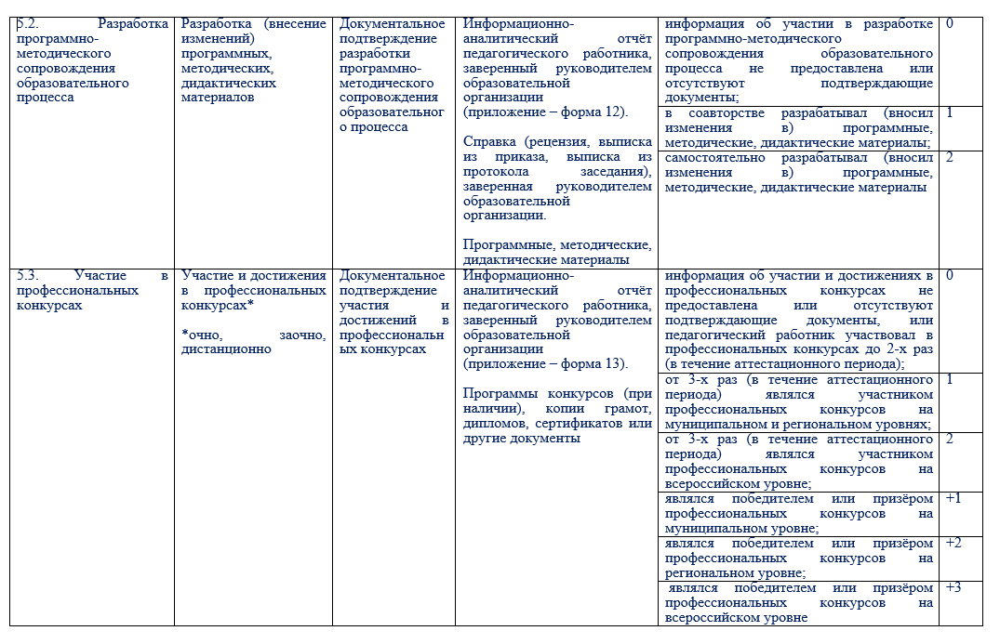 5.2. Разработка
программно-
методического
сопровождения
образовательного
процесса
Разработка (внесение
изменений)
программных,
методических,
дидактических
материалов
Документальное
подтверждение
разработки
программно-
методического
сопровождения
образовательног
о процесса
Информационно-
аналитический отчёт
педагогического работника,
заверенный руководителем
образовательной
организации
(приложение – форма 12).
Справка (рецензия, выписка
из приказа, выписка из
протокола заседания),
заверенная руководителем
образовательной
организации.
Программные, методические,
дидактические материалы
информация об участии в разработке
программно-методического
сопровождения образовательного
процесса не предоставлена или
отсутствуют подтверждающие
документы;
0
в соавторстве разрабатывал (вносил
изменения в) программные,
методические, дидактические материалы;
1
самостоятельно разрабатывал (вносил
изменения в) программные,
методические, дидактические материалы
2
5.3. Участие в
профессиональных
конкурсах
Участие и достижения
в профессиональных
конкурсах*
*очно, заочно,
дистанционно
Документальное
подтверждение
участия и
достижений в
профессиональн
ых конкурсах
Информационно-
аналитический отчёт
педагогического работника,
заверенный руководителем
образовательной
организации
(приложение – форма 13).
Программы конкурсов (при
наличии), копии грамот,
дипломов, сертификатов или
другие документы
информация об участии и достижениях в
профессиональных конкурсах не
предоставлена или отсутствуют
подтверждающие документы, или
педагогический работник участвовал в
профессиональных конкурсах до 2-х раз
(в течение аттестационного периода);
0
от 3-х раз (в течение аттестационного
периода) являлся участником
профессиональных конкурсов на
муниципальном и региональном уровнях;
1
от 3-х раз (в течение аттестационного
периода) являлся участником
профессиональных конкурсов на
всероссийском уровне;
2
являлся победителем или призёром
профессиональных конкурсов на
муниципальном уровне;
+1
являлся победителем или призёром
профессиональных конкурсов на
региональном уровне;
+2
являлся победителем или призёром
профессиональных конкурсов на
всероссийском уровне
+3